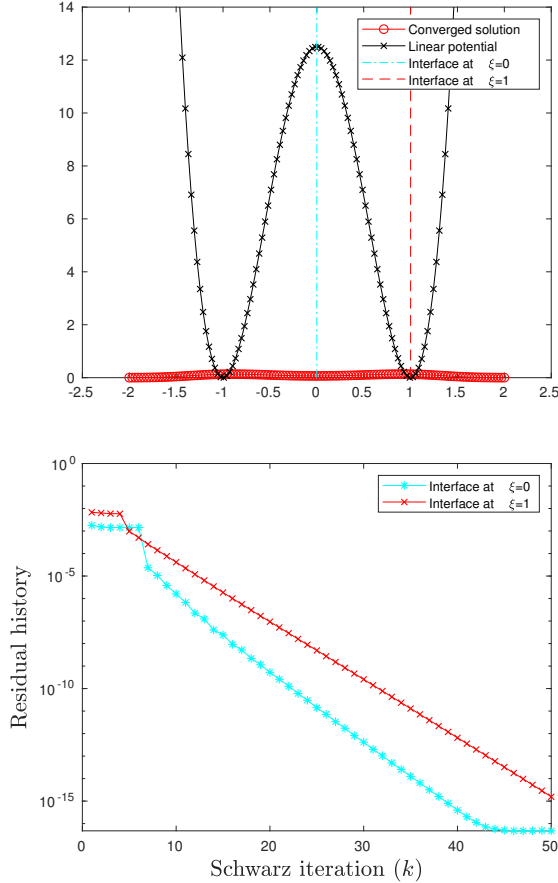 14
12
10
8
6
4
2
0
Converged solution
Linear potential
Interface at ξ=0
Interface at ξ=1
-2.5 -2 -1.5 -1 -0.5 0 0.5 1 1.5 2 2.5
10^0
10^-5
10^-10
10^-15
Residual history
Interface at ξ=0
Interface at ξ=1
0 10 20 30 40 50
Schwarz iteration (k)